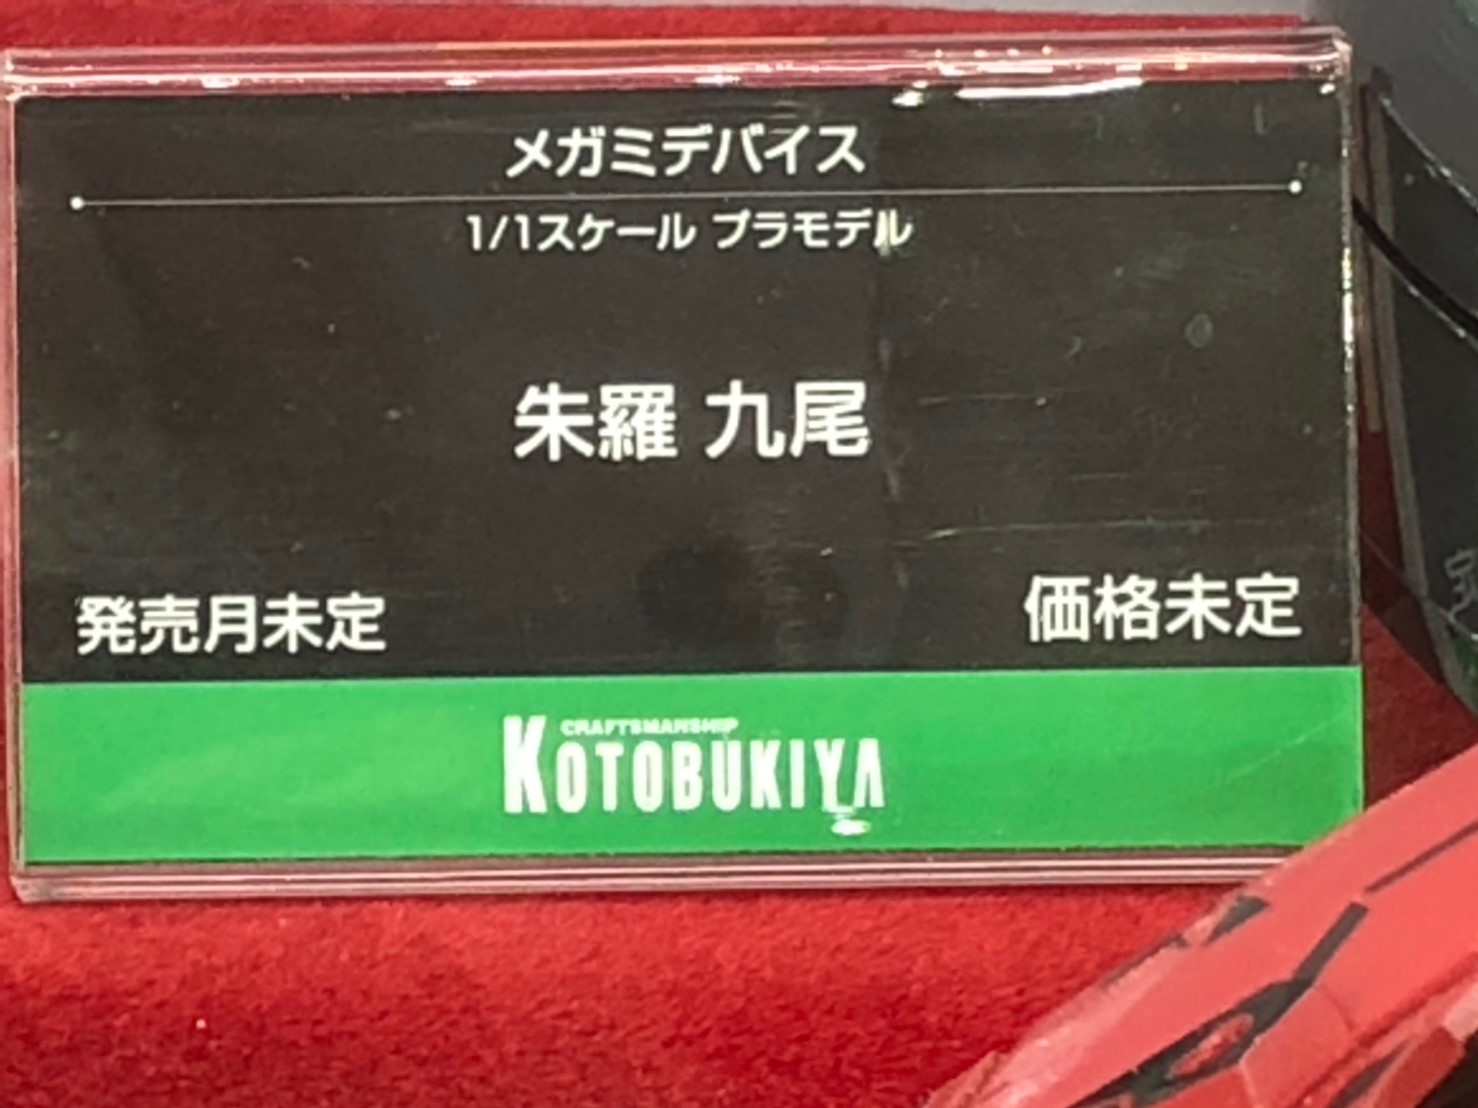 メガミデバイス
1/1スケール プラモデル
朱羅 九尾
発売月未定
価格未定
CRAFTSMANSHIP
KOTOBUKIYA